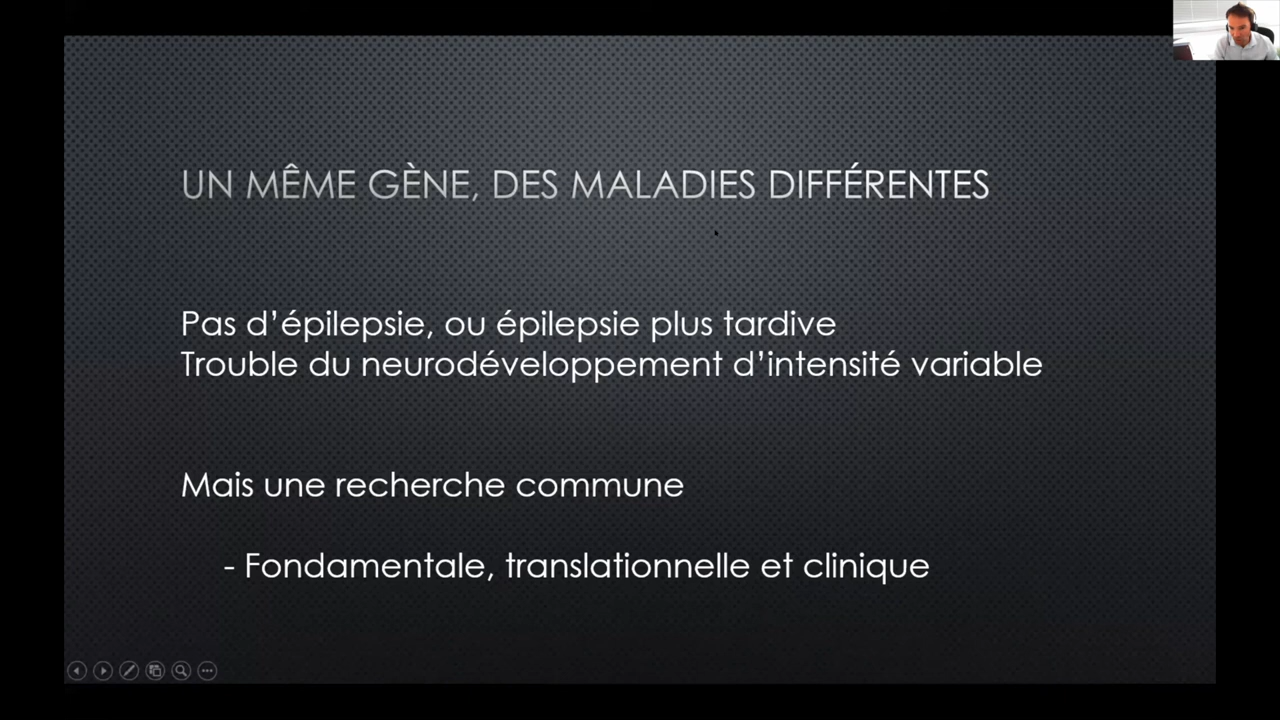 UN MÊME GÈNE, DES MALADIES DIFFÉRENTES
Pas d’épilepsie, ou épilepsie plus tardive
Trouble du neurodéveloppement d’intensité variable
Mais une recherche commune
- Fondamentale, translationnelle et clinique